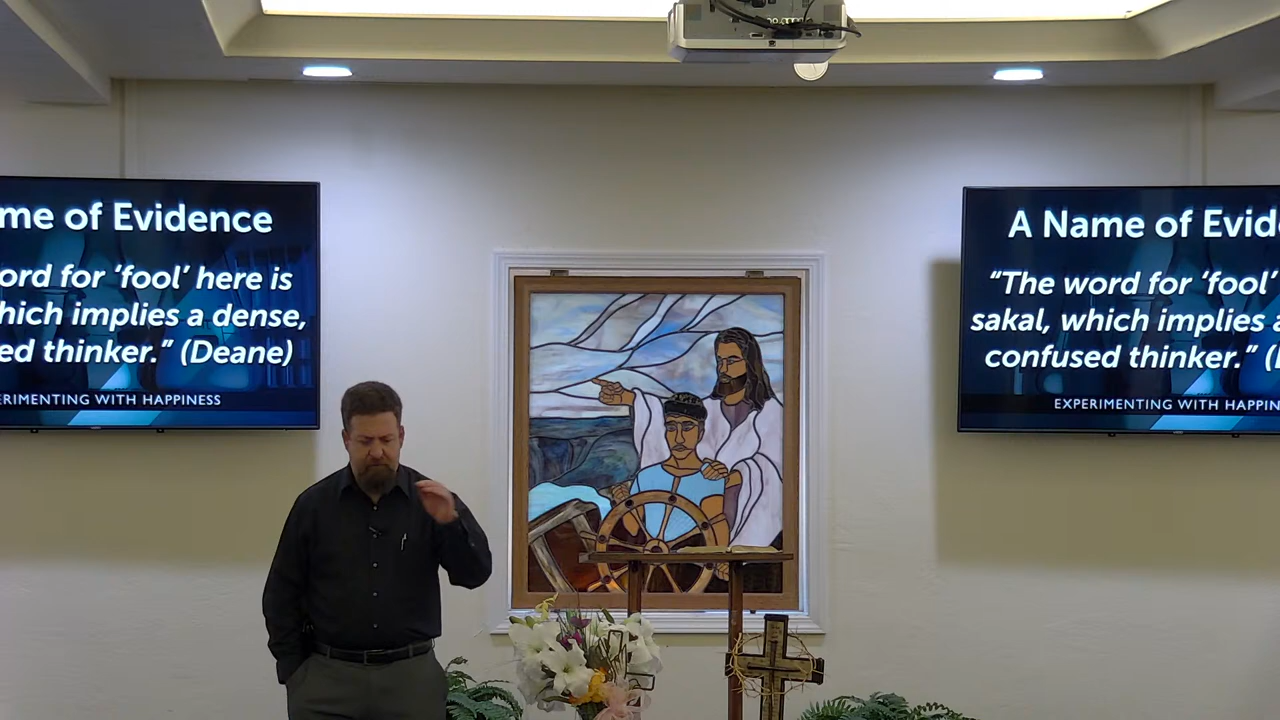 me of Evidence
ord for ‘fool’ here is
hich implies a dense,
ed thinker.” (Deane)
ERIMENTING WITH HAPPINESS
A Name of Evid
“The word for ‘fool’
sakal, which implies a
confused thinker.” (
EXPERIMENTING WITH HAPPIN